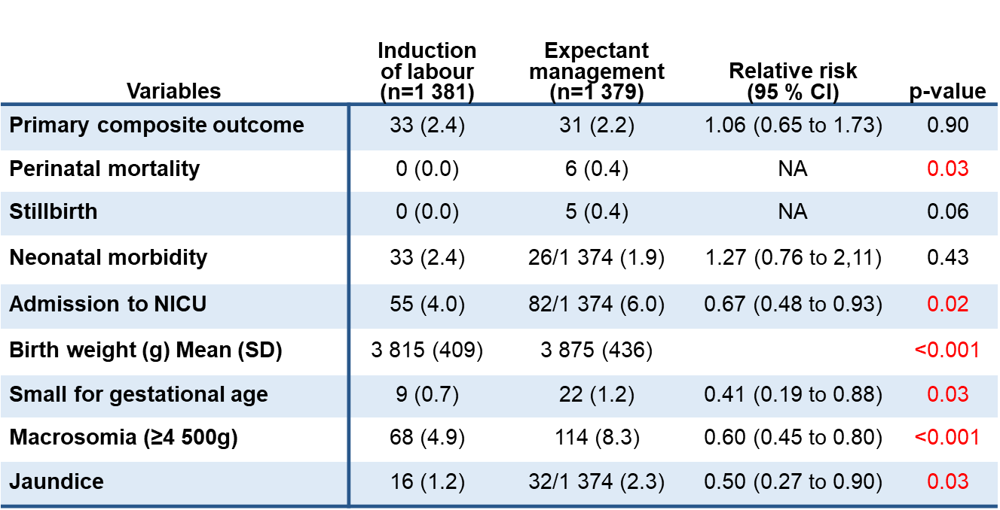 Variables Induction of labour (n=1 381) Expectant management (n=1 379) Relative risk (95 % CI) p-value
Primary composite outcome 33 (2.4) 31 (2.2) 1.06 (0.65 to 1.73) 0.90
Perinatal mortality 0 (0.0) 6 (0.4) NA 0.03
Stillbirth 0 (0.0) 5 (0.4) NA 0.06
Neonatal morbidity 33 (2.4) 26/1 374 (1.9) 1.27 (0.76 to 2,11) 0.43
Admission to NICU 55 (4.0) 82/1 374 (6.0) 0.67 (0.48 to 0.93) 0.02
Birth weight (g) Mean (SD) 3 815 (409) 3 875 (436) <0.001
Small for gestational age 9 (0.7) 22 (1.2) 0.41 (0.19 to 0.88) 0.03
Macrosomia (≥4 500g) 68 (4.9) 114 (8.3) 0.60 (0.45 to 0.80) <0.001
Jaundice 16 (1.2) 32/1 374 (2.3) 0.50 (0.27 to 0.90) 0.03